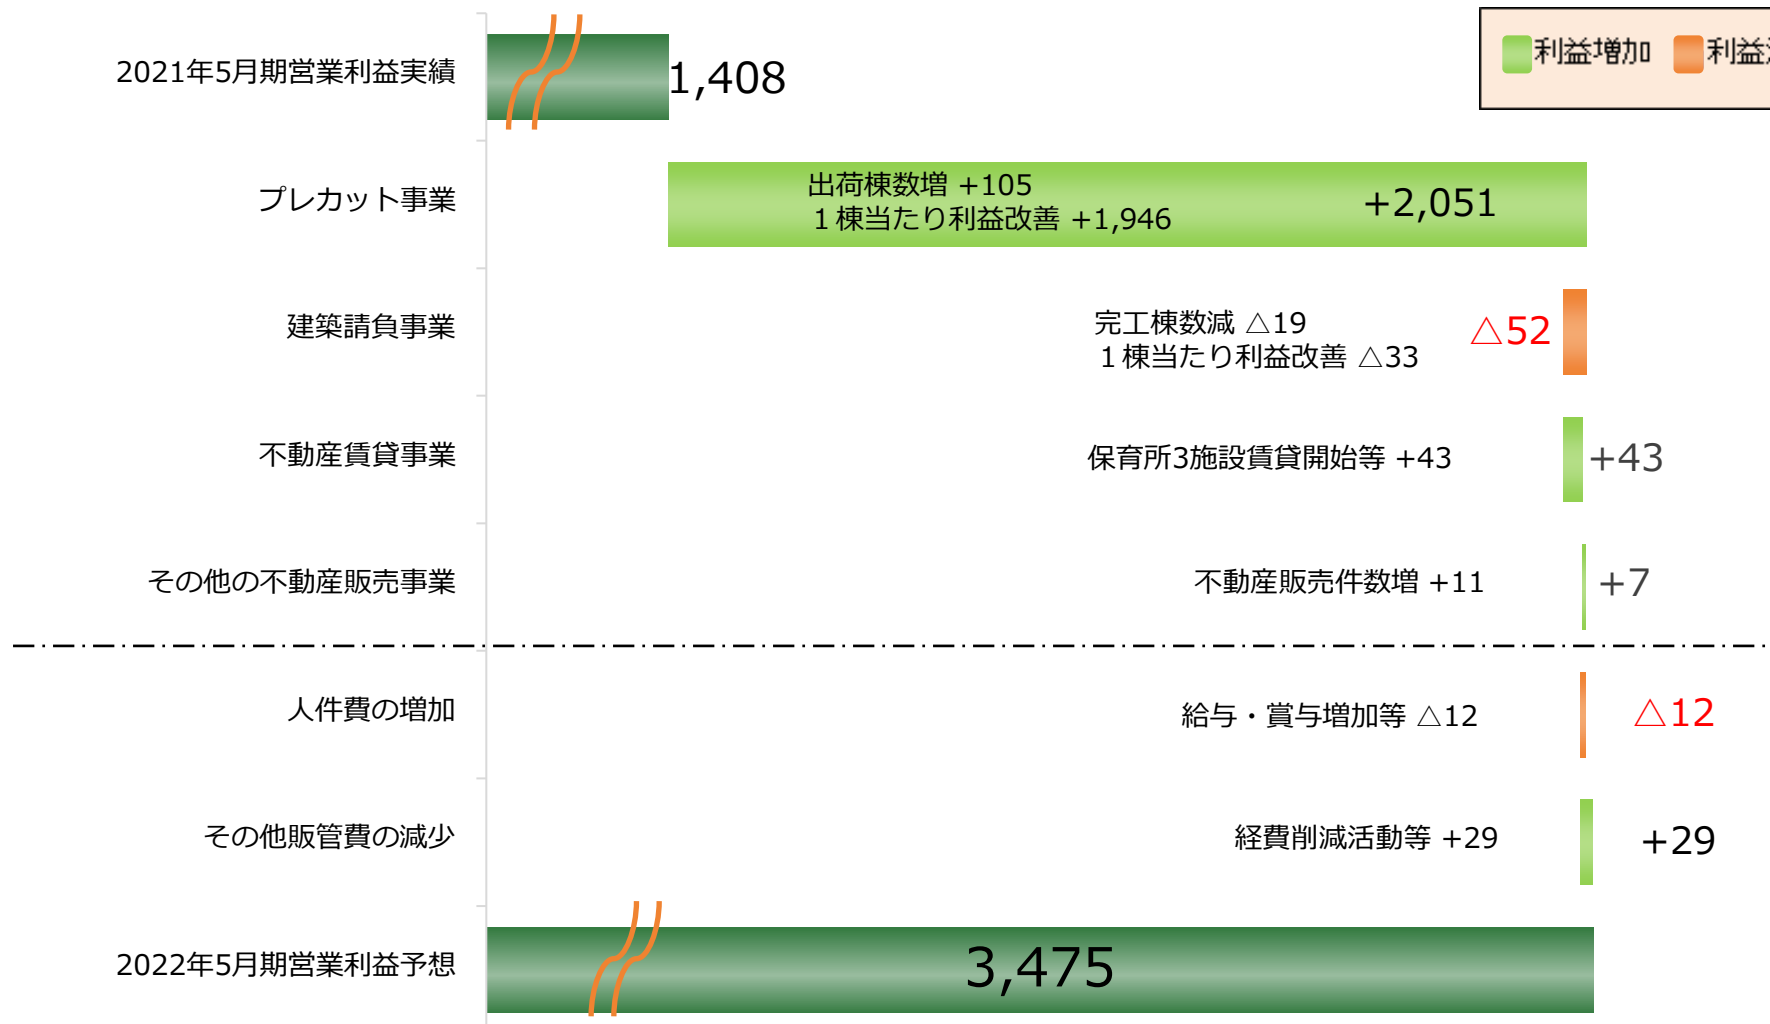 利益増加 利益
2021年5月期営業利益実績
1,408
プレカット事業
出荷棟数増 +105
１棟当たり利益改善 +1,946
+2,051
建築請負事業
完工棟数減 △19
１棟当たり利益改善 △33
△52
不動産賃貸事業
保育所3施設賃貸開始等 +43
+43
その他の不動産販売事業
不動産販売件数増 +11
+7
人件費の増加
給与・賞与増加等 △12
△12
その他販管費の減少
経費削減活動等 +29
+29
2022年5月期営業利益予想
3,475